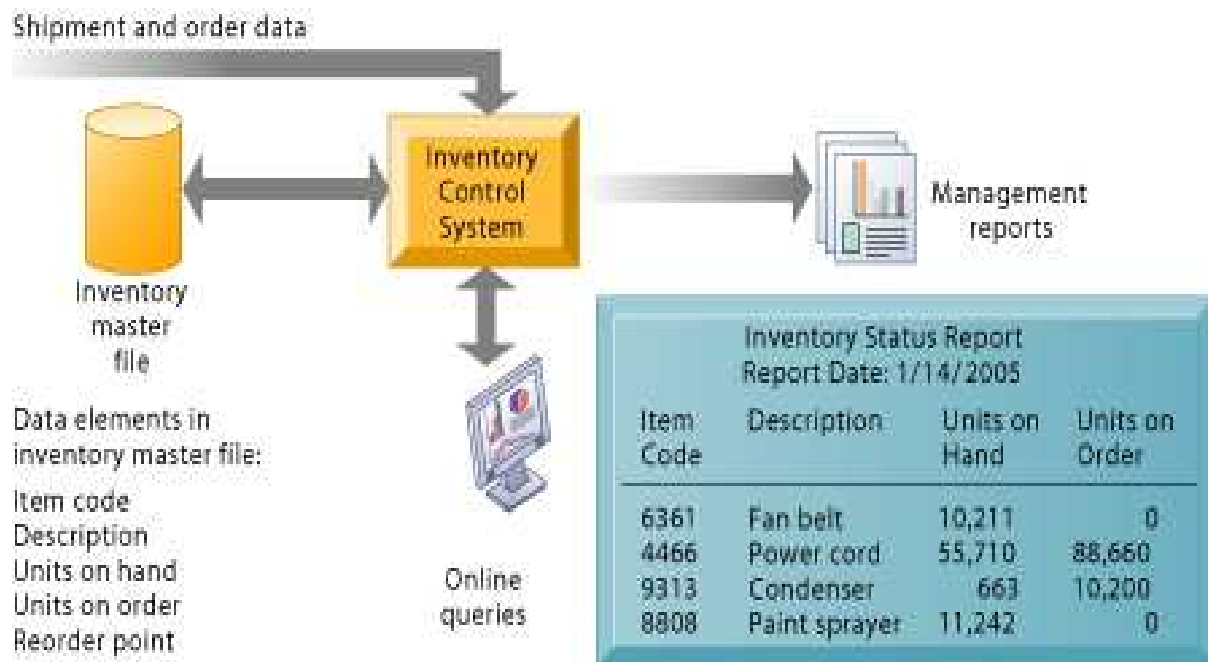 Shipment and order data
Inventory
Control
System
Management
reports
Inventory
master
file
Data elements in
inventory master file:
Item code
Description
Units on hand
Units on order
Reorder point
Online
queries
Inventory Status Report
Report Date: 1/14/2005
Item Description Units on Units on
Code Hand Order
6361 Fan belt 10,211 0
4466 Power cord 55,710 88,660
9313 Condenser 663 10,200
8808 Paint sprayer 11,242 0